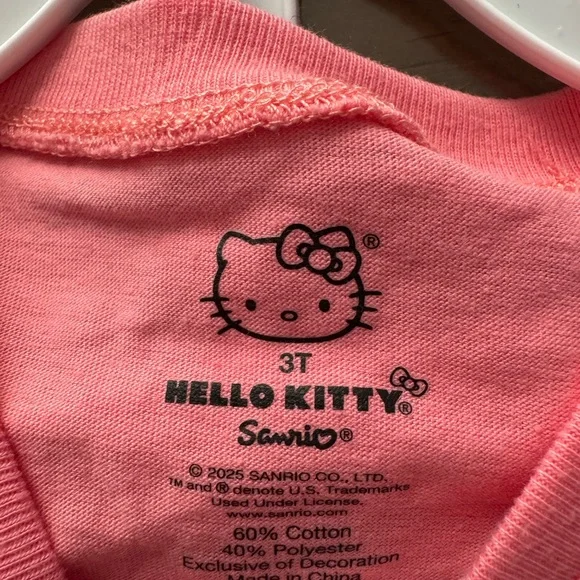 ®
3T
HELLO KITTY®
Sanrio®
© 2025 SANRIO CO., LTD.
TM and ® denote U.S. Trademarks
Used Under License.
www.sanrio.com
60% Cotton
40% Polyester
Exclusive of Decoration
Made in China